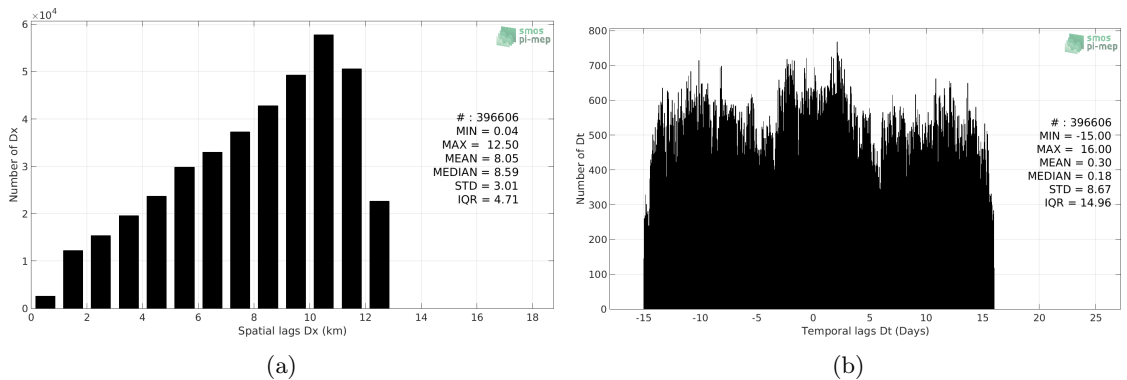 ×10⁴
6
5
4
3
2
1
0
Number of Dx
0 2 4 6 8 10 12 14 16 18
Spatial lags Dx (km)
smos
pi-mep
# : 396606
MIN = 0.04
MAX = 12.50
MEAN = 8.05
MEDIAN = 8.59
STD = 3.01
IQR = 4.71
(a)
800
700
600
500
400
300
200
100
0
Number of Dt
-15 -10 -5 0 5 10 15 20 25
Temporal lags Dt (Days)
smos
pi-mep
# : 396606
MIN = -15.00
MAX = 16.00
MEAN = 0.30
MEDIAN = 0.18
STD = 8.67
IQR = 14.96
(b)